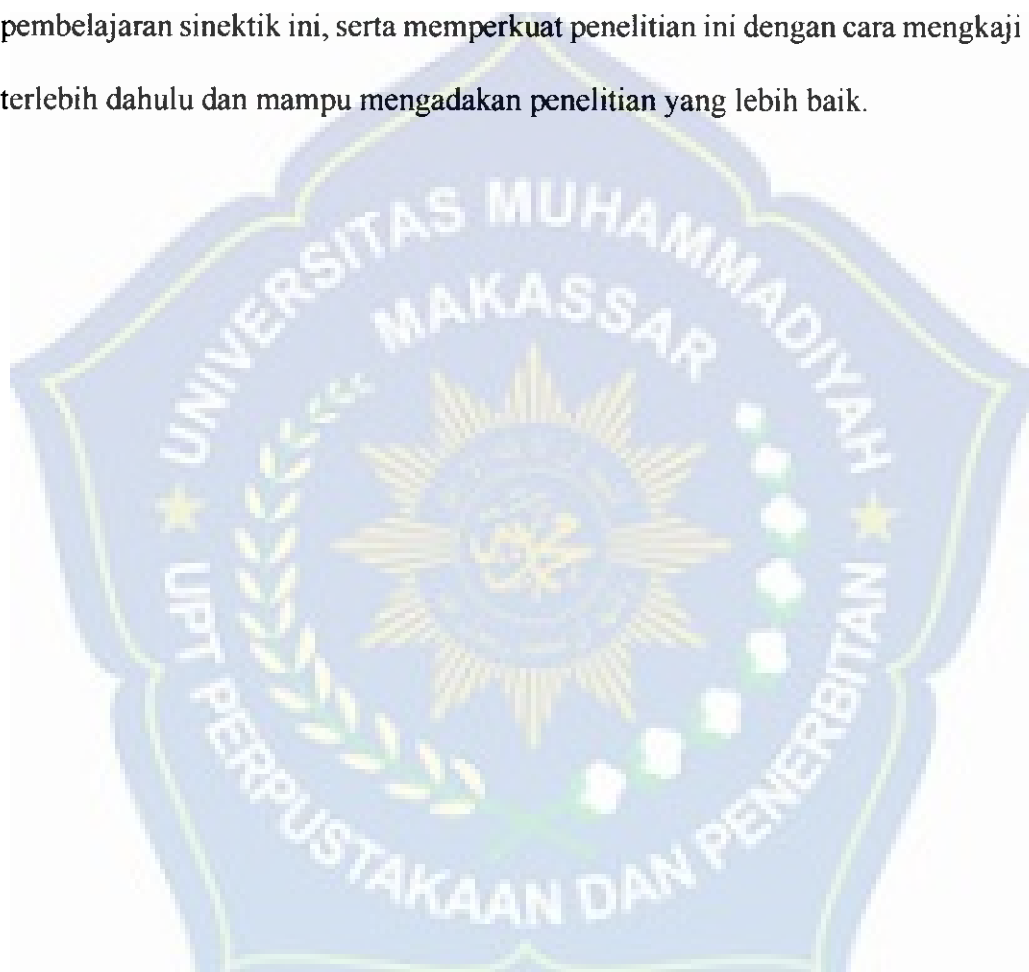 pembelajaran sinektik ini, serta memperkuat penelitian ini dengan cara mengkaji
terlebih dahulu dan mampu mengadakan penelitian yang lebih baik.
UNIVERSITAS MUHAMMADIYAH
MAKASSAR
UPT PERPUSTAKAAN DAN PENERBITAN